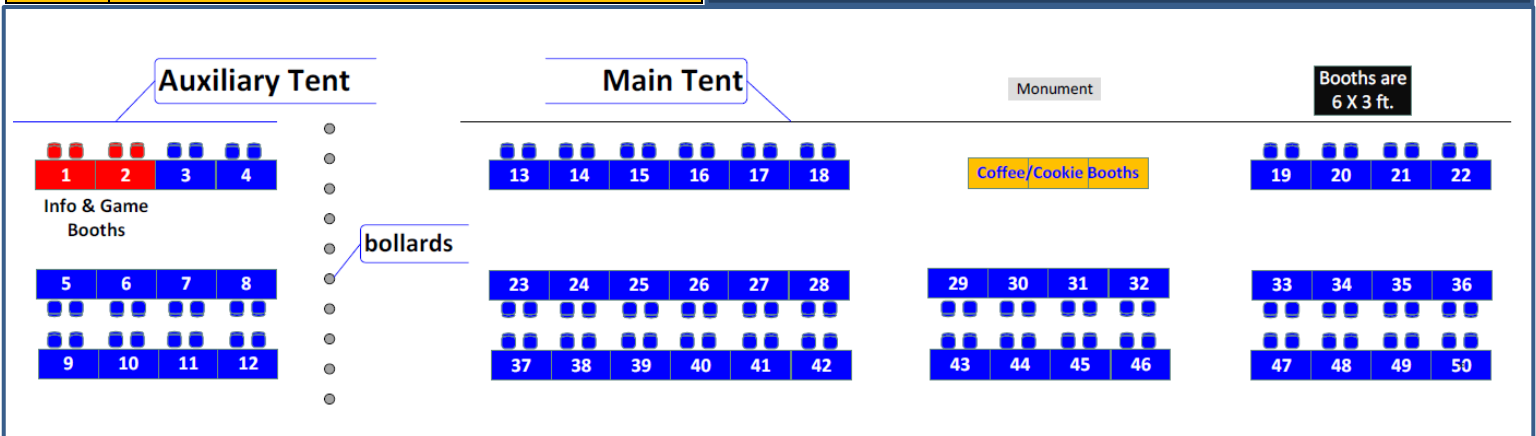 Auxiliary Tent
Main Tent
Monument
Booths are
6 X 3 ft.
1 2 3 4
13 14 15 16 17 18
Coffee/Cookie Booths
19 20 21 22
Info & Game
Booths
bollards
5 6 7 8
23 24 25 26 27 28
29 30 31 32
33 34 35 36
9 10 11 12
37 38 39 40 41 42
43 44 45 46
47 48 49 50